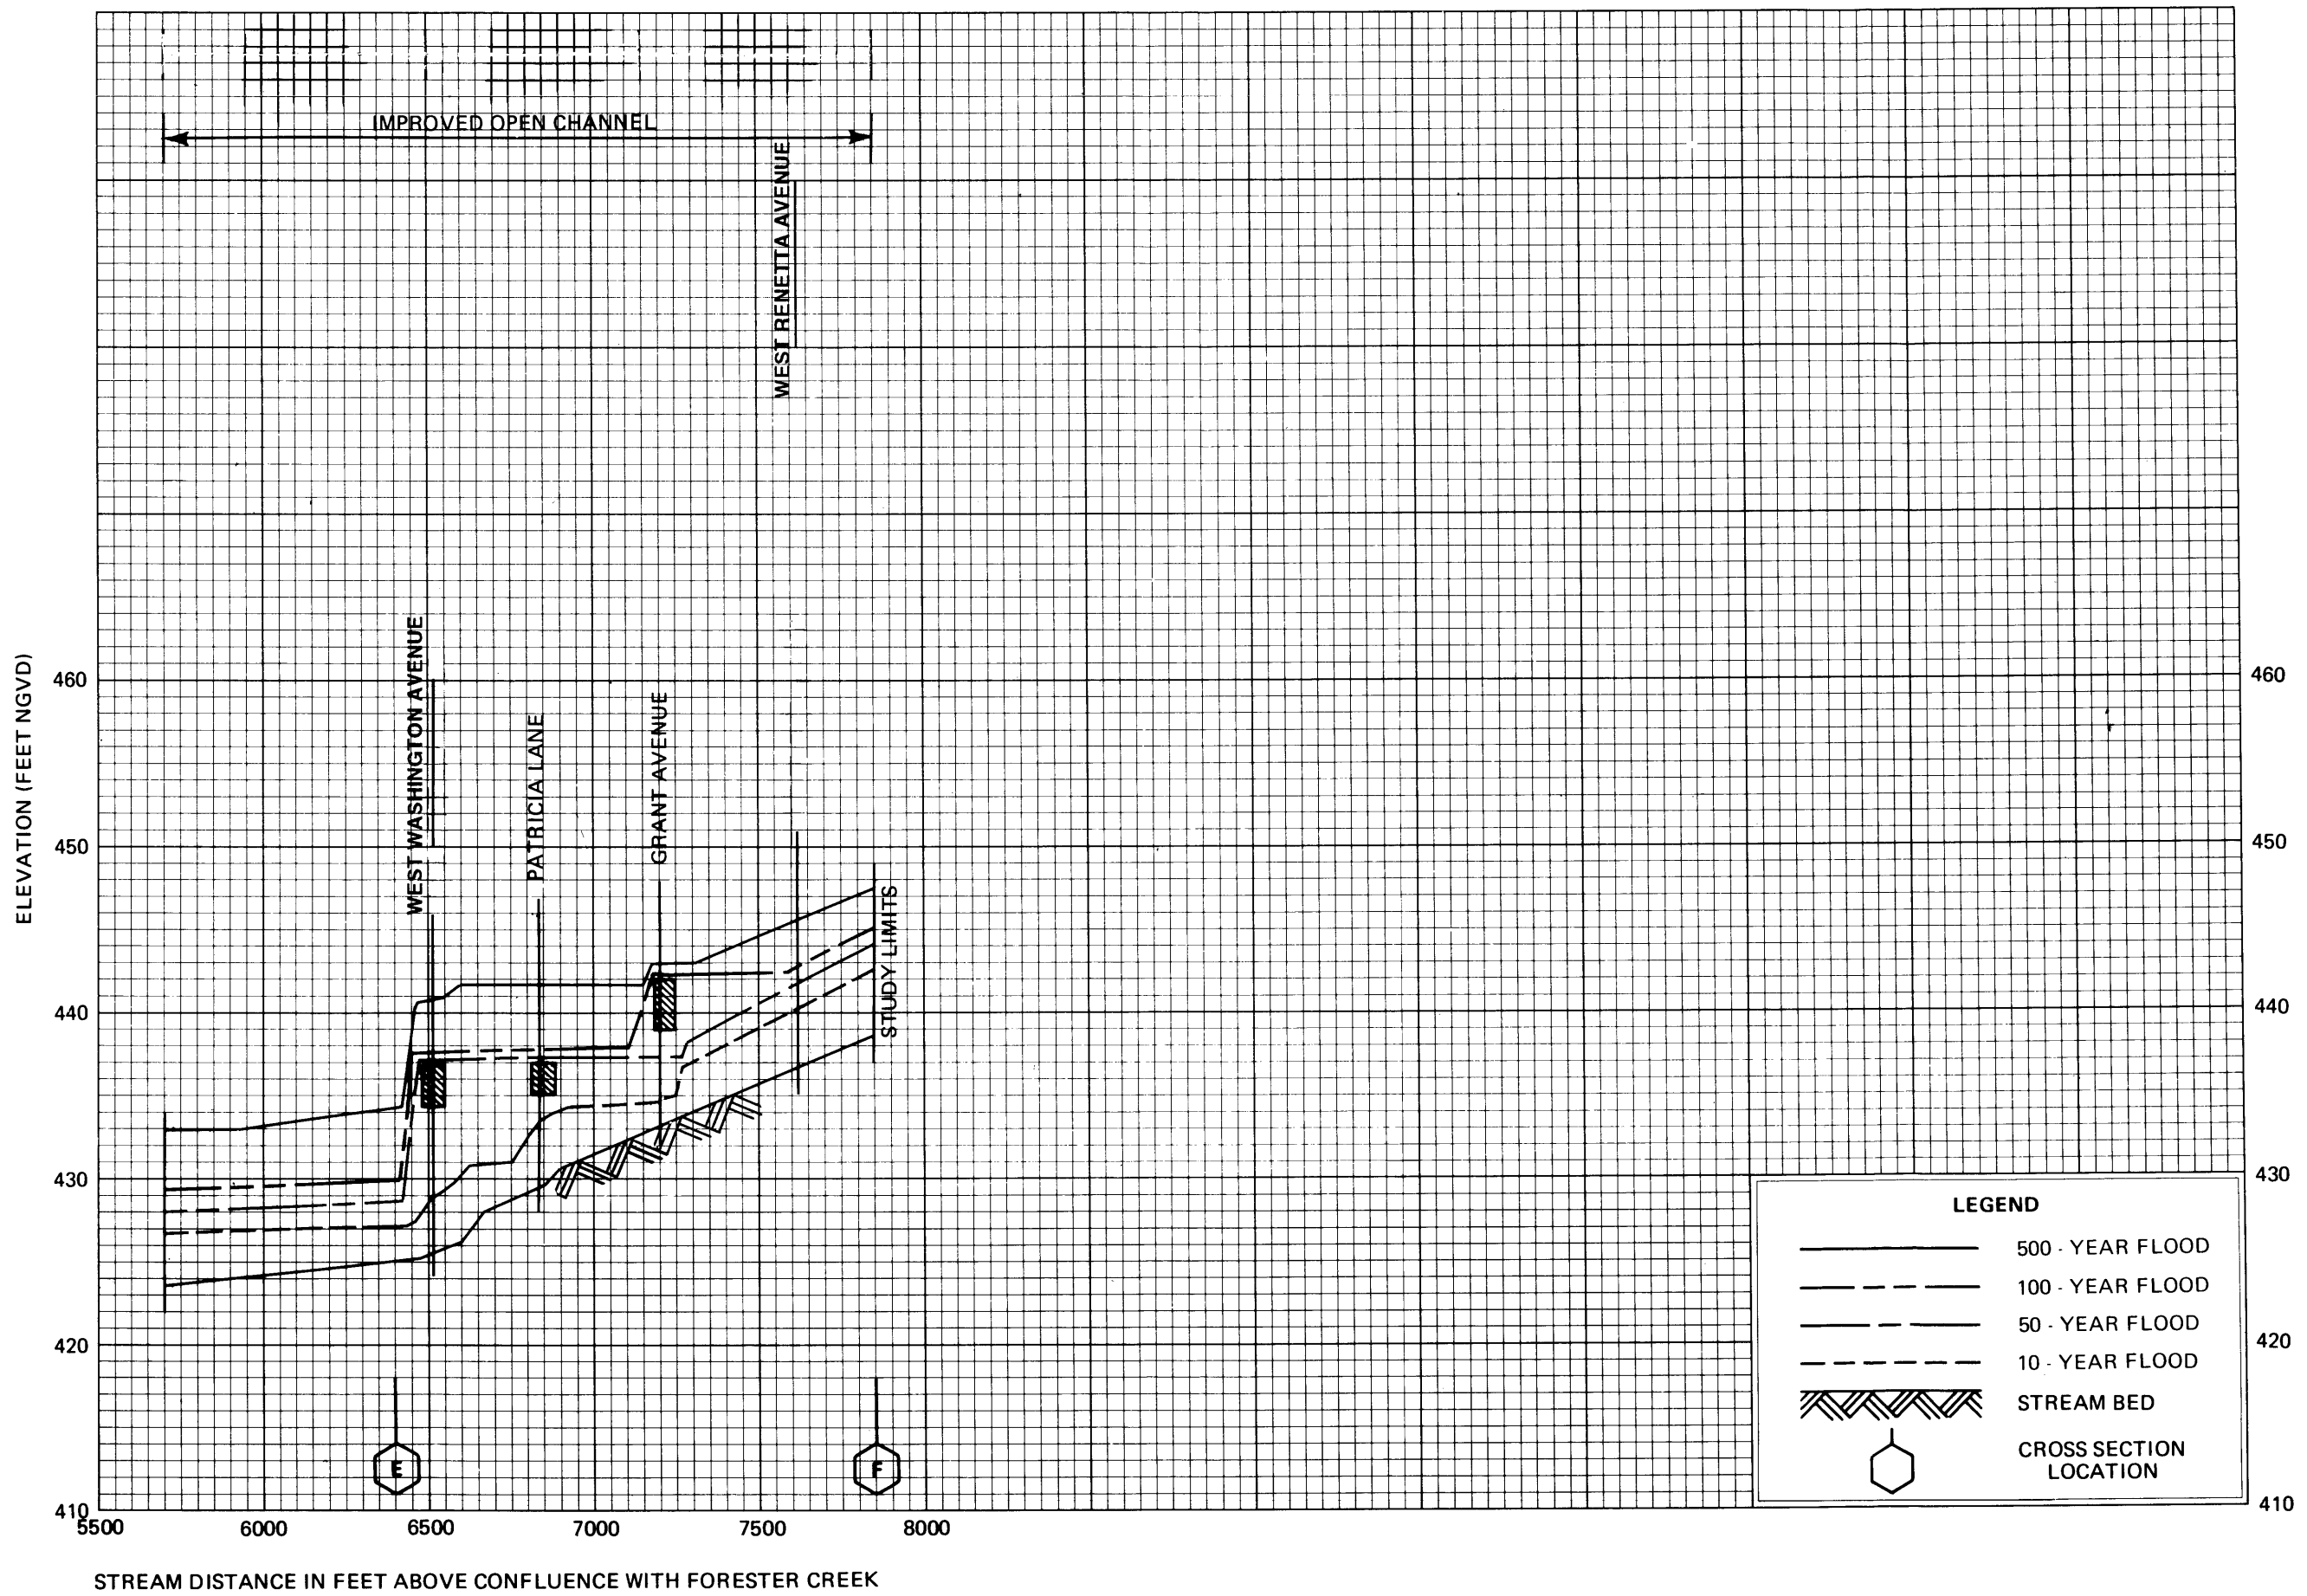 IMPROVED OPEN CHANNEL
WEST RENETTA AVENUE
WEST WASHINGTON AVENUE
PATRICIA LANE
GRANT AVENUE
STUDY LIMITS
ELEVATION (FEET NGVD)
460
450
440
430
420
410
460
450
440
430
420
410
LEGEND
500 - YEAR FLOOD
100 - YEAR FLOOD
50 - YEAR FLOOD
10 - YEAR FLOOD
STREAM BED
CROSS SECTION
LOCATION
E
F
5500 6000 6500 7000 7500 8000
STREAM DISTANCE IN FEET ABOVE CONFLUENCE WITH FORESTER CREEK